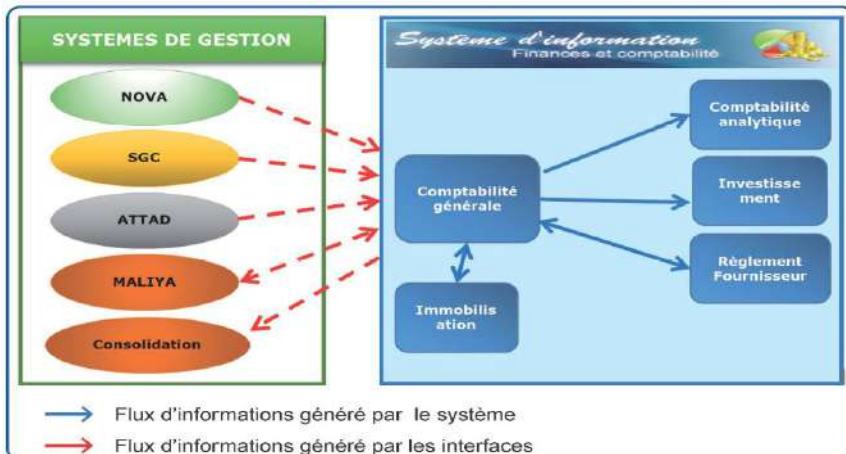 SYSTEMES DE GESTION
NOVA
SGC
ATTAD
MALIYA
Consolidation
Système d'information
Finances et comptabilité
Comptabilité
générale
Immobilis
ation
Comptabilité
analytique
Investisse
ment
Règlement
Fournisseur
Flux d'informations généré par le système
Flux d'informations généré par les interfaces